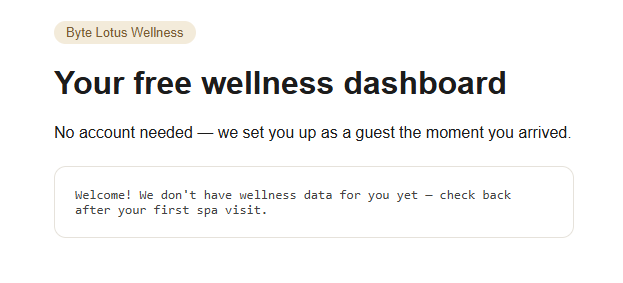 Byte Lotus Wellness
Your free wellness dashboard
No account needed — we set you up as a guest the moment you arrived.
Welcome! We don't have wellness data for you yet — check back
after your first spa visit.